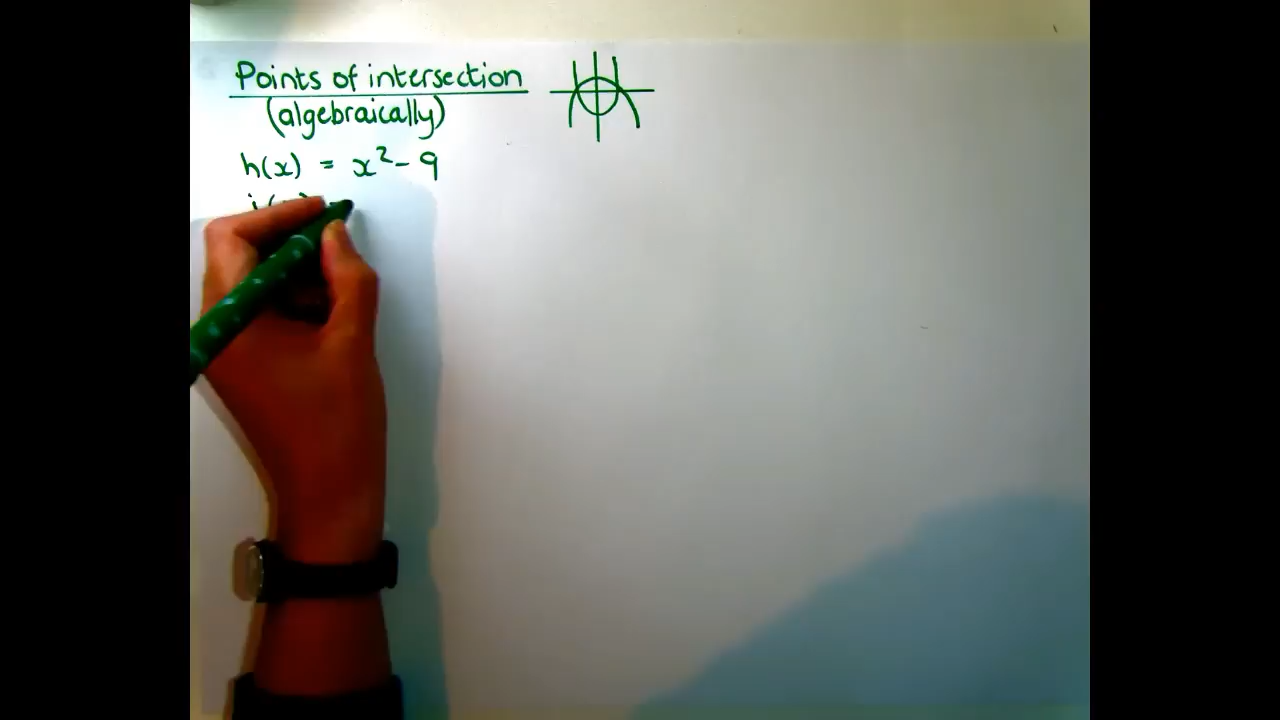 Points of intersection
(algebraically)
h(x) = x² - 9